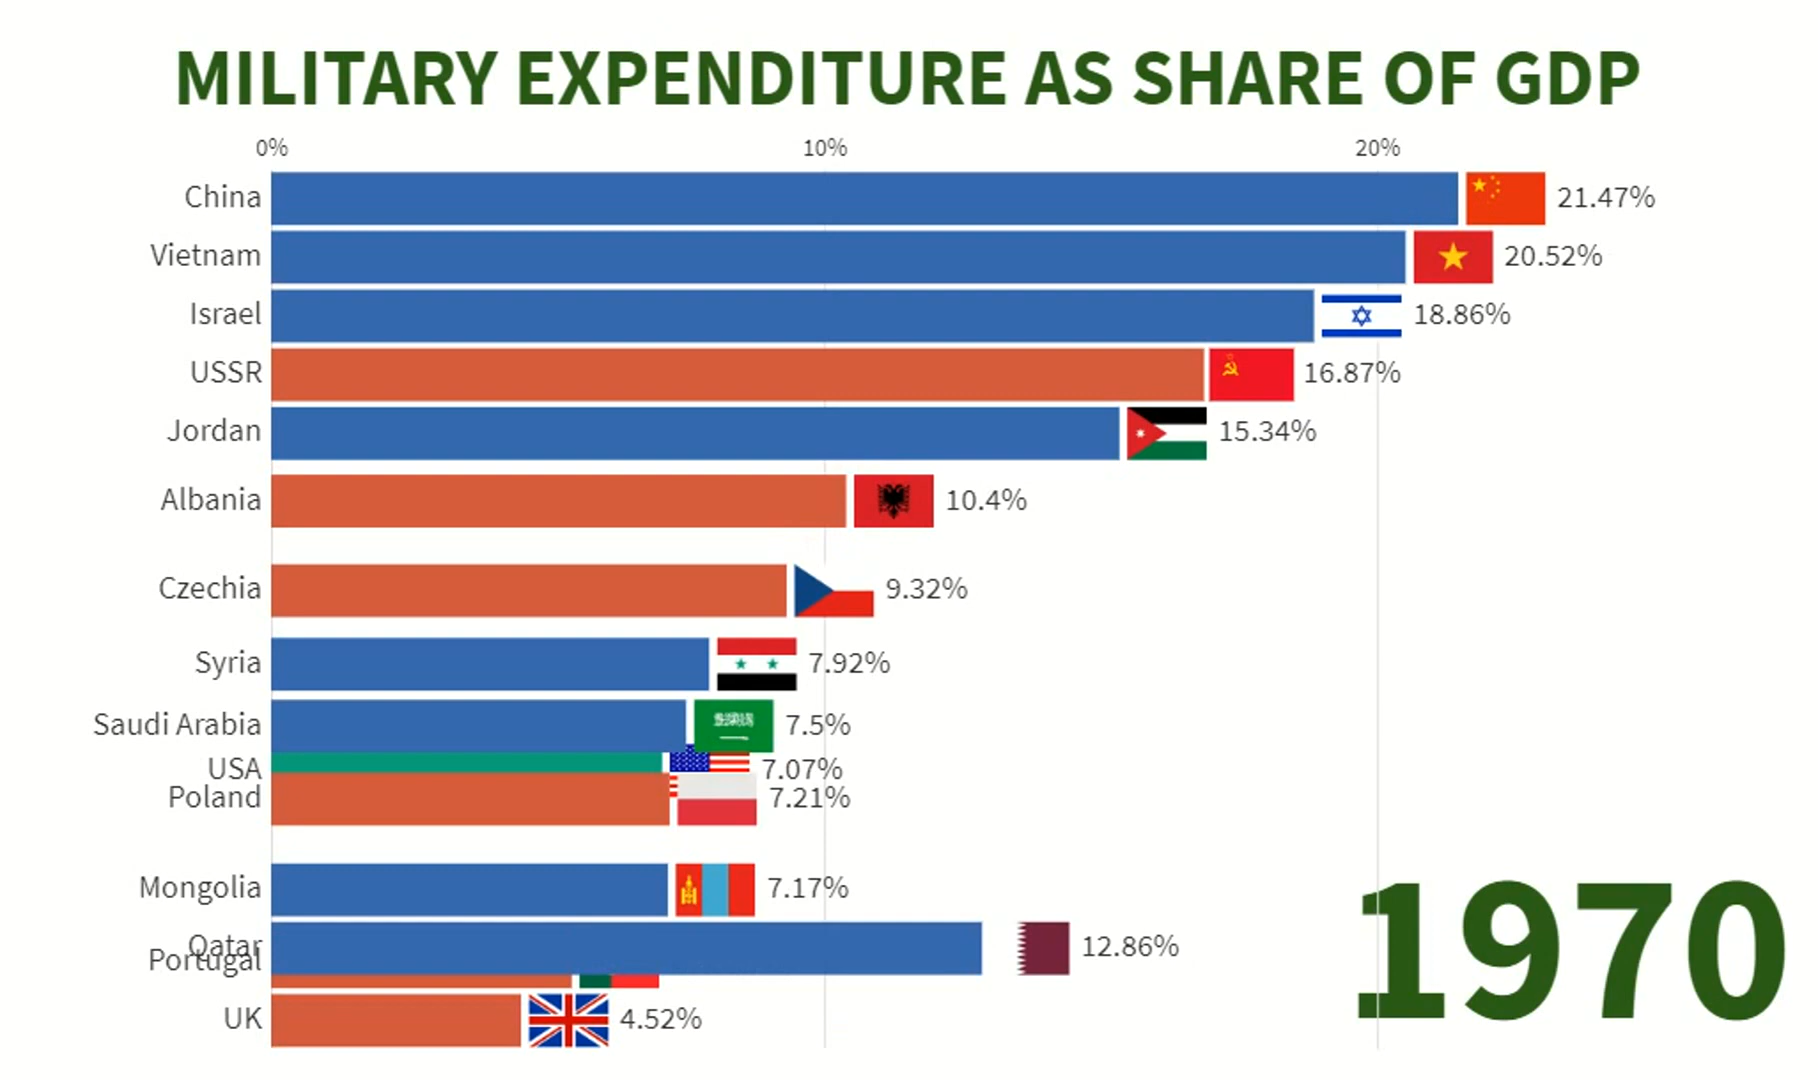 MILITARY EXPENDITURE AS SHARE OF GDP
0% 10% 20%
China 21.47%
Vietnam 20.52%
Israel 18.86%
USSR 16.87%
Jordan 15.34%
Albania 10.4%
Czechia 9.32%
Syria 7.92%
Saudi Arabia 7.5%
USA 7.07%
Poland 7.21%
Mongolia 7.17%
Qatar 12.86%
Portugal
UK 4.52%
1970